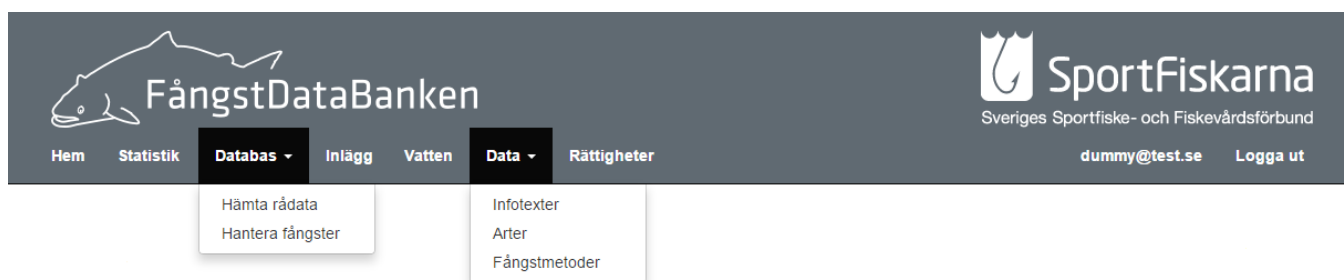 FångstDataBanken
SportFiskarna
Sveriges Sportfiske- och Fiskevårdsförbund
Hem Statistik Databas Inlägg Vatten Data Rättigheter dummy@test.se Logga ut
Hämta rådata Infotexter
Hantera fångster Arter
Fångstmetoder